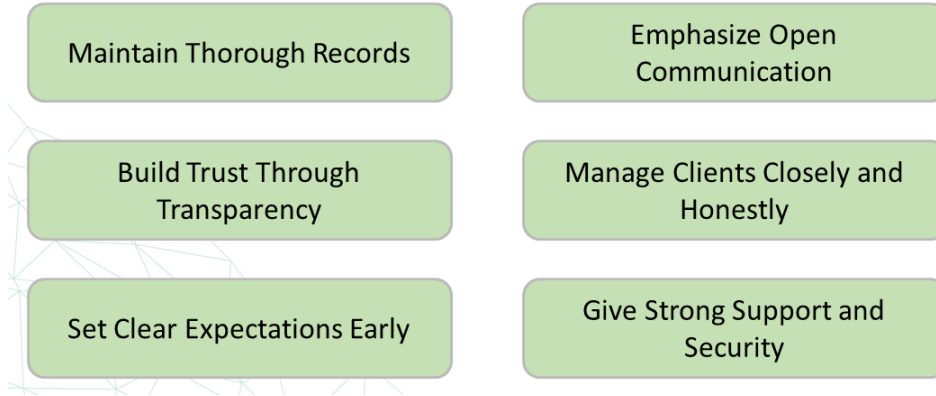 Maintain Thorough Records
Emphasize Open
Communication
Build Trust Through
Transparency
Manage Clients Closely and
Honestly
Set Clear Expectations Early
Give Strong Support and
Security